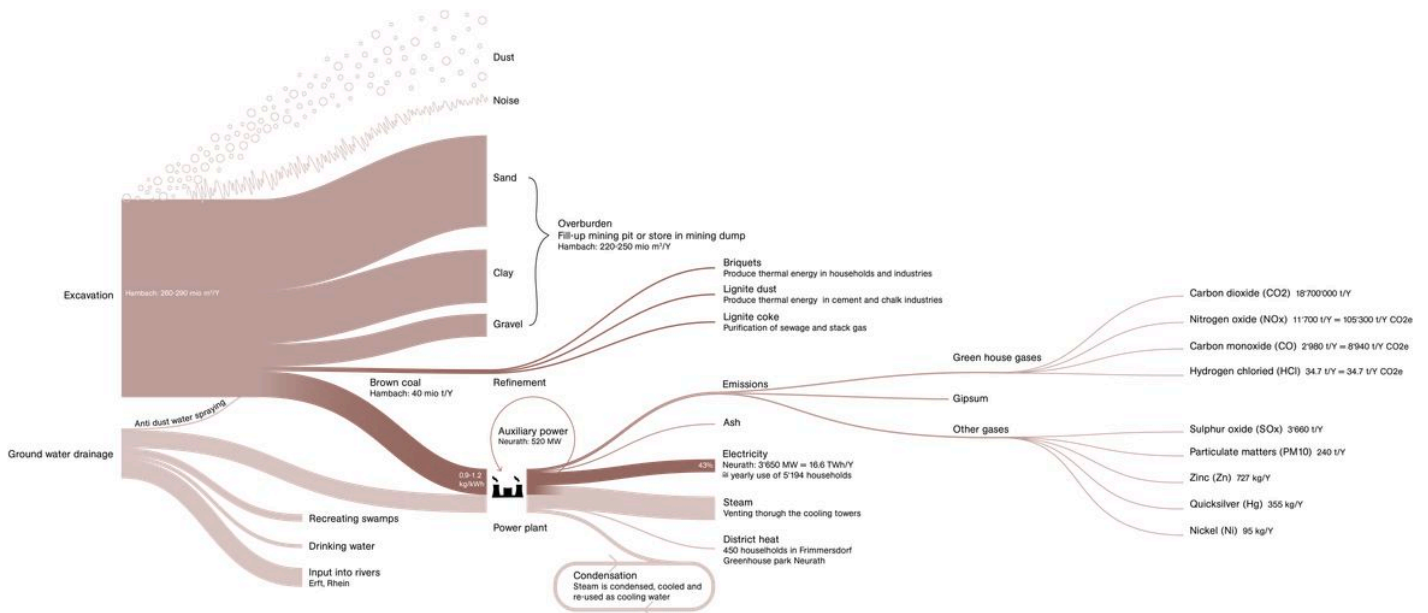 Dust
Noise
Sand
Overburden
Fill-up mining pit or store in mining dump
Hambach: 220-250 mio m³/Y
Clay
Gravel
Excavation
Hambach: 260-290 mio m³/Y
Briquets
Produce thermal energy in households and industries
Lignite dust
Produce thermal energy in cement and chalk industries
Lignite coke
Purification of sewage and stack gas
Brown coal
Hambach: 40 mio t/Y
Refinement
Anti dust water spraying
Ground water drainage
Recreating swamps
Drinking water
Input into rivers
Erft, Rhein
0.9-1.2
kg/kWh
Auxiliary power
Neurath: 520 MW
Power plant
Emissions
Ash
43%
Electricity
Neurath: 3'650 MW = 16.6 TWh/Y
≅ yearly use of 5'194 households
Steam
Venting thorugh the cooling towers
District heat
450 househlolds in Frimmersdorf
Greenhouse park Neurath
Condensation
Steam is condensed, cooled and
re-used as cooling water
Green house gases
Gipsum
Other gases
Carbon dioxide (CO2) 18'700'000 t/Y
Nitrogen oxide (NOx) 11'700 t/Y = 105'300 t/Y CO2e
Carbon monoxide (CO) 2'980 t/Y = 8'940 t/Y CO2e
Hydrogen chloried (HCl) 34.7 t/Y = 34.7 t/Y CO2e
Sulphur oxide (SOx) 3'660 t/Y
Particulate matters (PM10) 240 t/Y
Zinc (Zn) 727 kg/Y
Quicksilver (Hg) 355 kg/Y
Nickel (Ni) 95 kg/Y